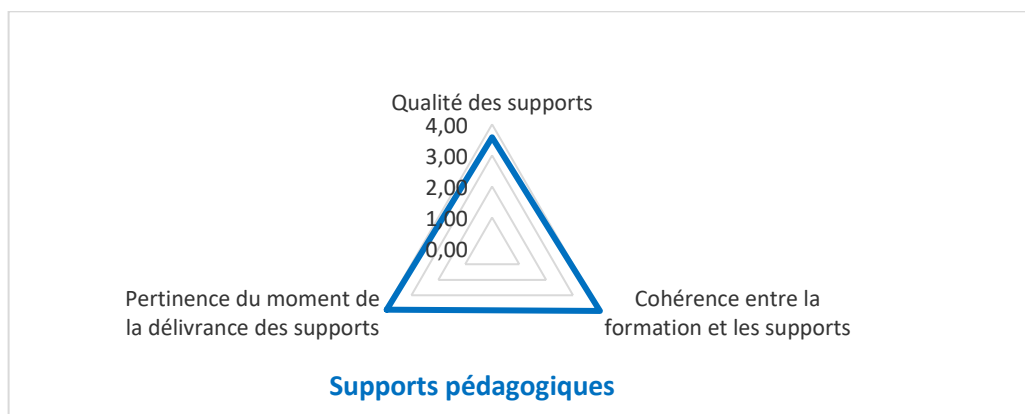 Qualité des supports
4,00
3,00
2,00
1,00
0,00
Pertinence du moment de
la délivrance des supports
Cohérence entre la
formation et les supports
Supports pédagogiques